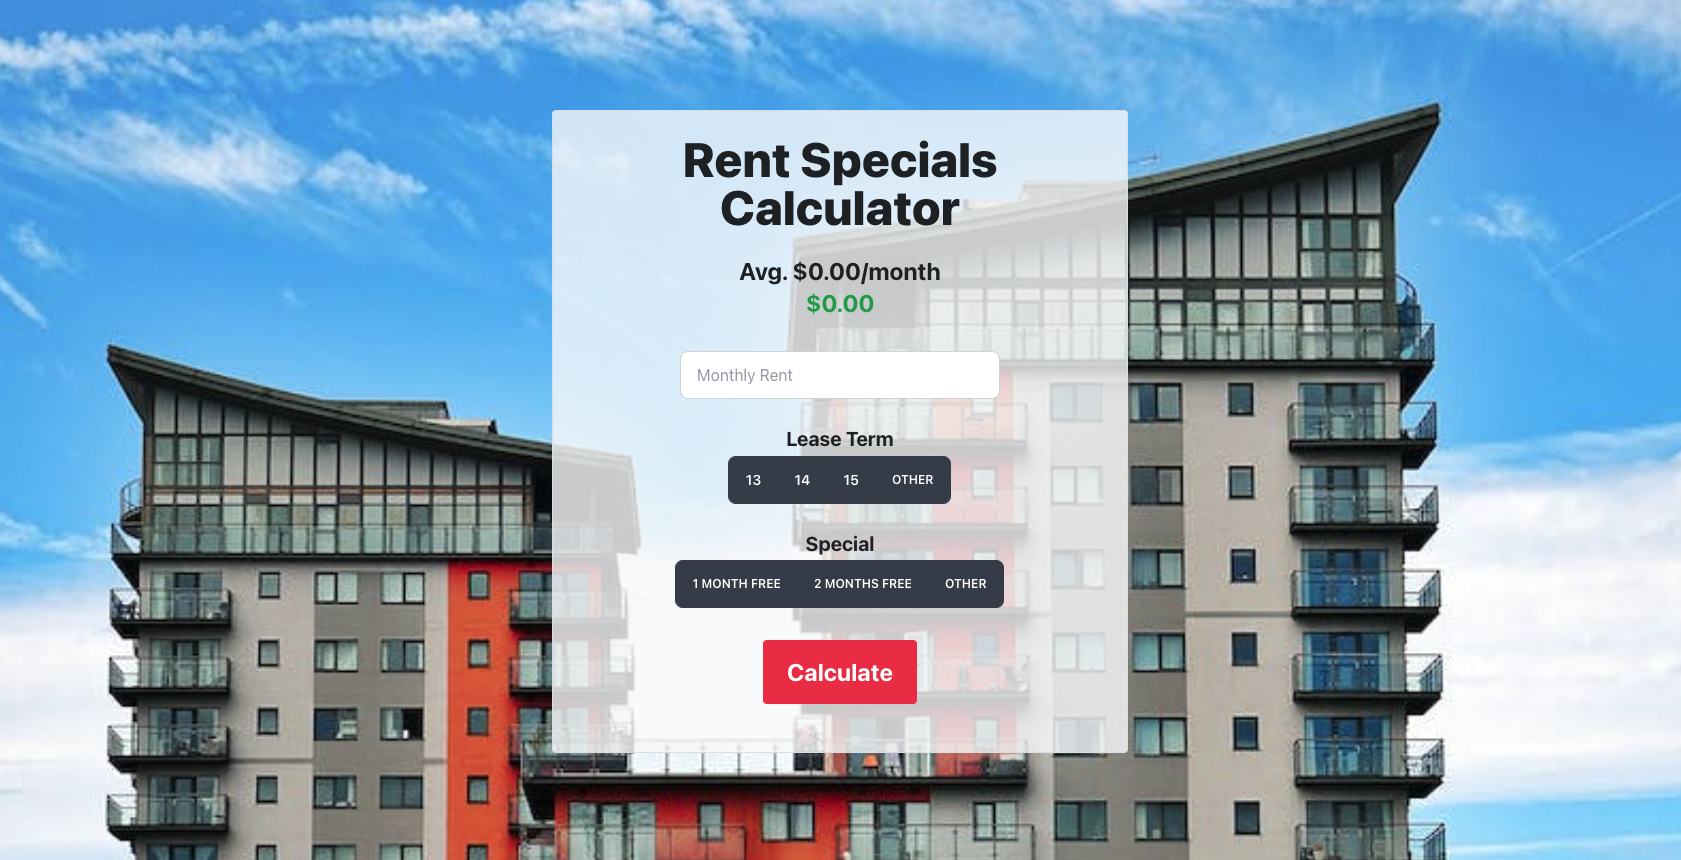 Rent Specials
Calculator
Avg. $0.00/month
$0.00
Monthly Rent
Lease Term
13 14 15 OTHER
Special
1 MONTH FREE 2 MONTHS FREE OTHER
Calculate